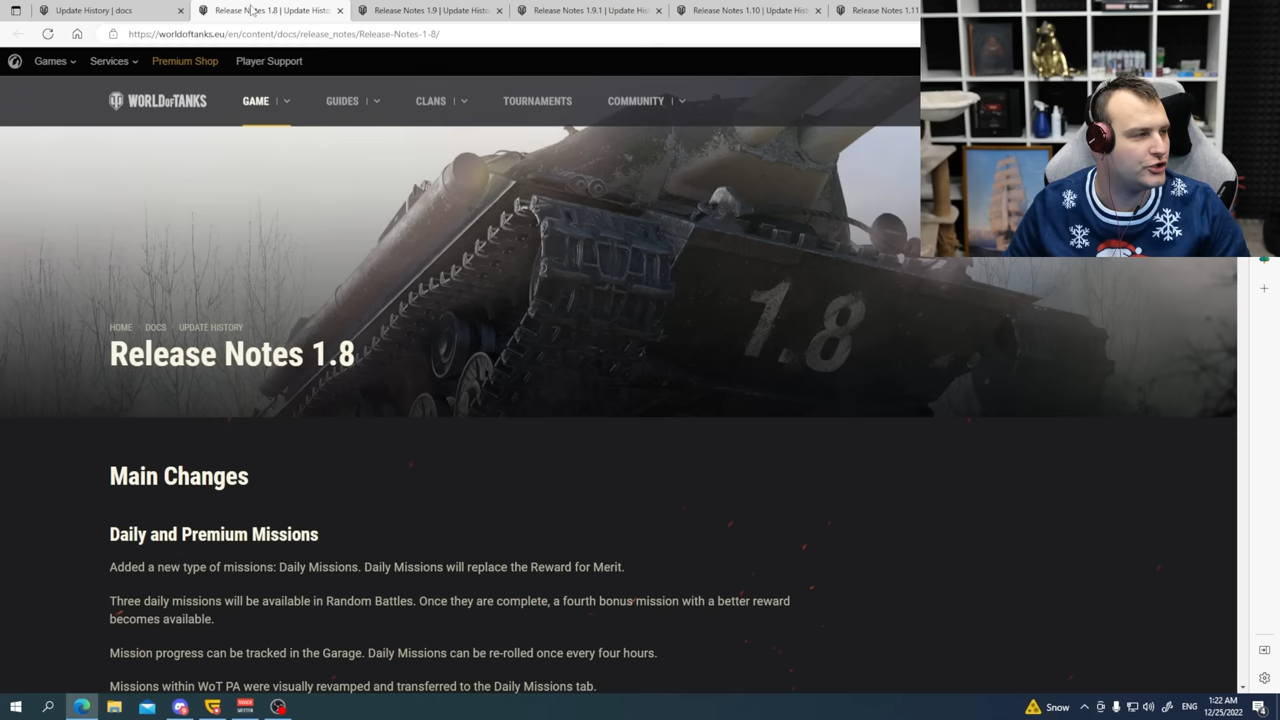 Update History | docs
Release Notes 1.8 | Update Histo
Release Notes 1.9 | Update Histo
Release Notes 1.9.1 | Update His
Release Notes 1.10 | Update His
Release Notes 1.11
https://worldoftanks.eu/en/content/docs/release_notes/Release-Notes-1-8/
Games
Services
Premium Shop
Player Support
WORLD OF TANKS
GAME
GUIDES
CLANS
TOURNAMENTS
COMMUNITY
1.8
HOME
DOCS
UPDATE HISTORY
Release Notes 1.8
Main Changes
Daily and Premium Missions
Added a new type of missions: Daily Missions. Daily Missions will replace the Reward for Merit.
Three daily missions will be available in Random Battles. Once they are complete, a fourth bonus mission with a better reward
becomes available.
Mission progress can be tracked in the Garage. Daily Missions can be re-rolled once every four hours.
Missions within WoT PA were visually revamped and transferred to the Daily Missions tab.
Snow
ENG
1:22 AM
12/25/2022
4